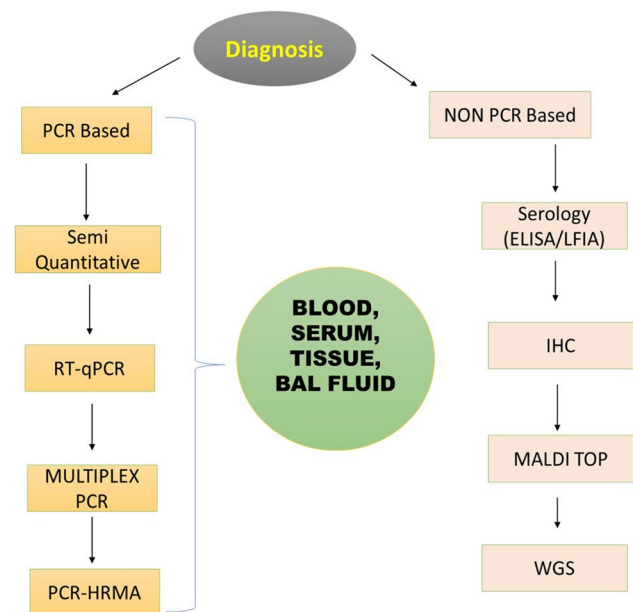 Diagnosis
PCR Based
Semi
Quantitative
RT-qPCR
MULTIPLEX
PCR
PCR-HRMA
BLOOD,
SERUM,
TISSUE,
BAL FLUID
NON PCR Based
Serology
(ELISA/LFIA)
IHC
MALDI TOP
WGS